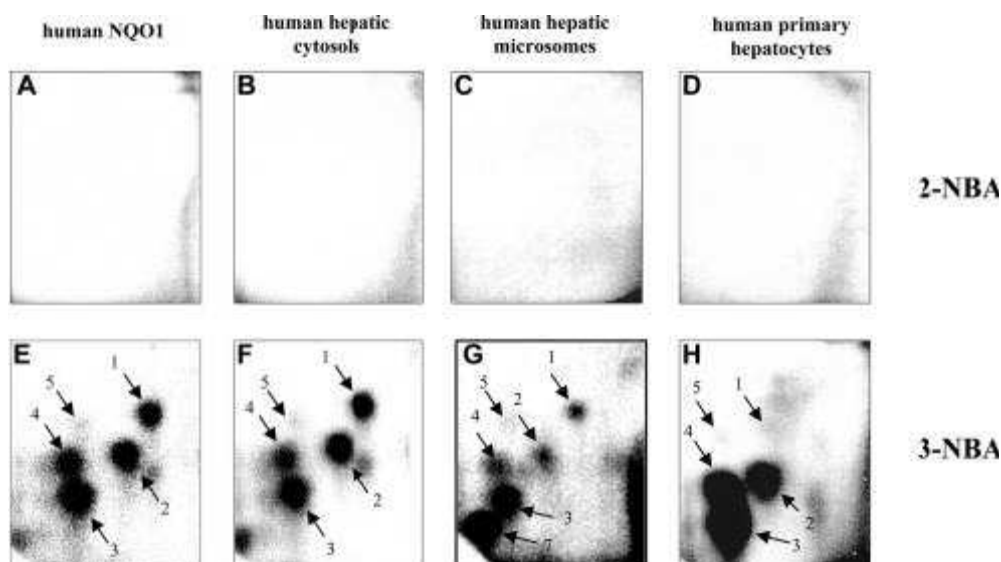 human NQO1
human hepatic
cytosols
human hepatic
microsomes
human primary
hepatocytes
A
B
C
D
2-NBA
E
1
5
4
2
3
F
1
5
4
2
3
G
1
5
2
4
3
7
H
5
1
4
2
3
3-NBA